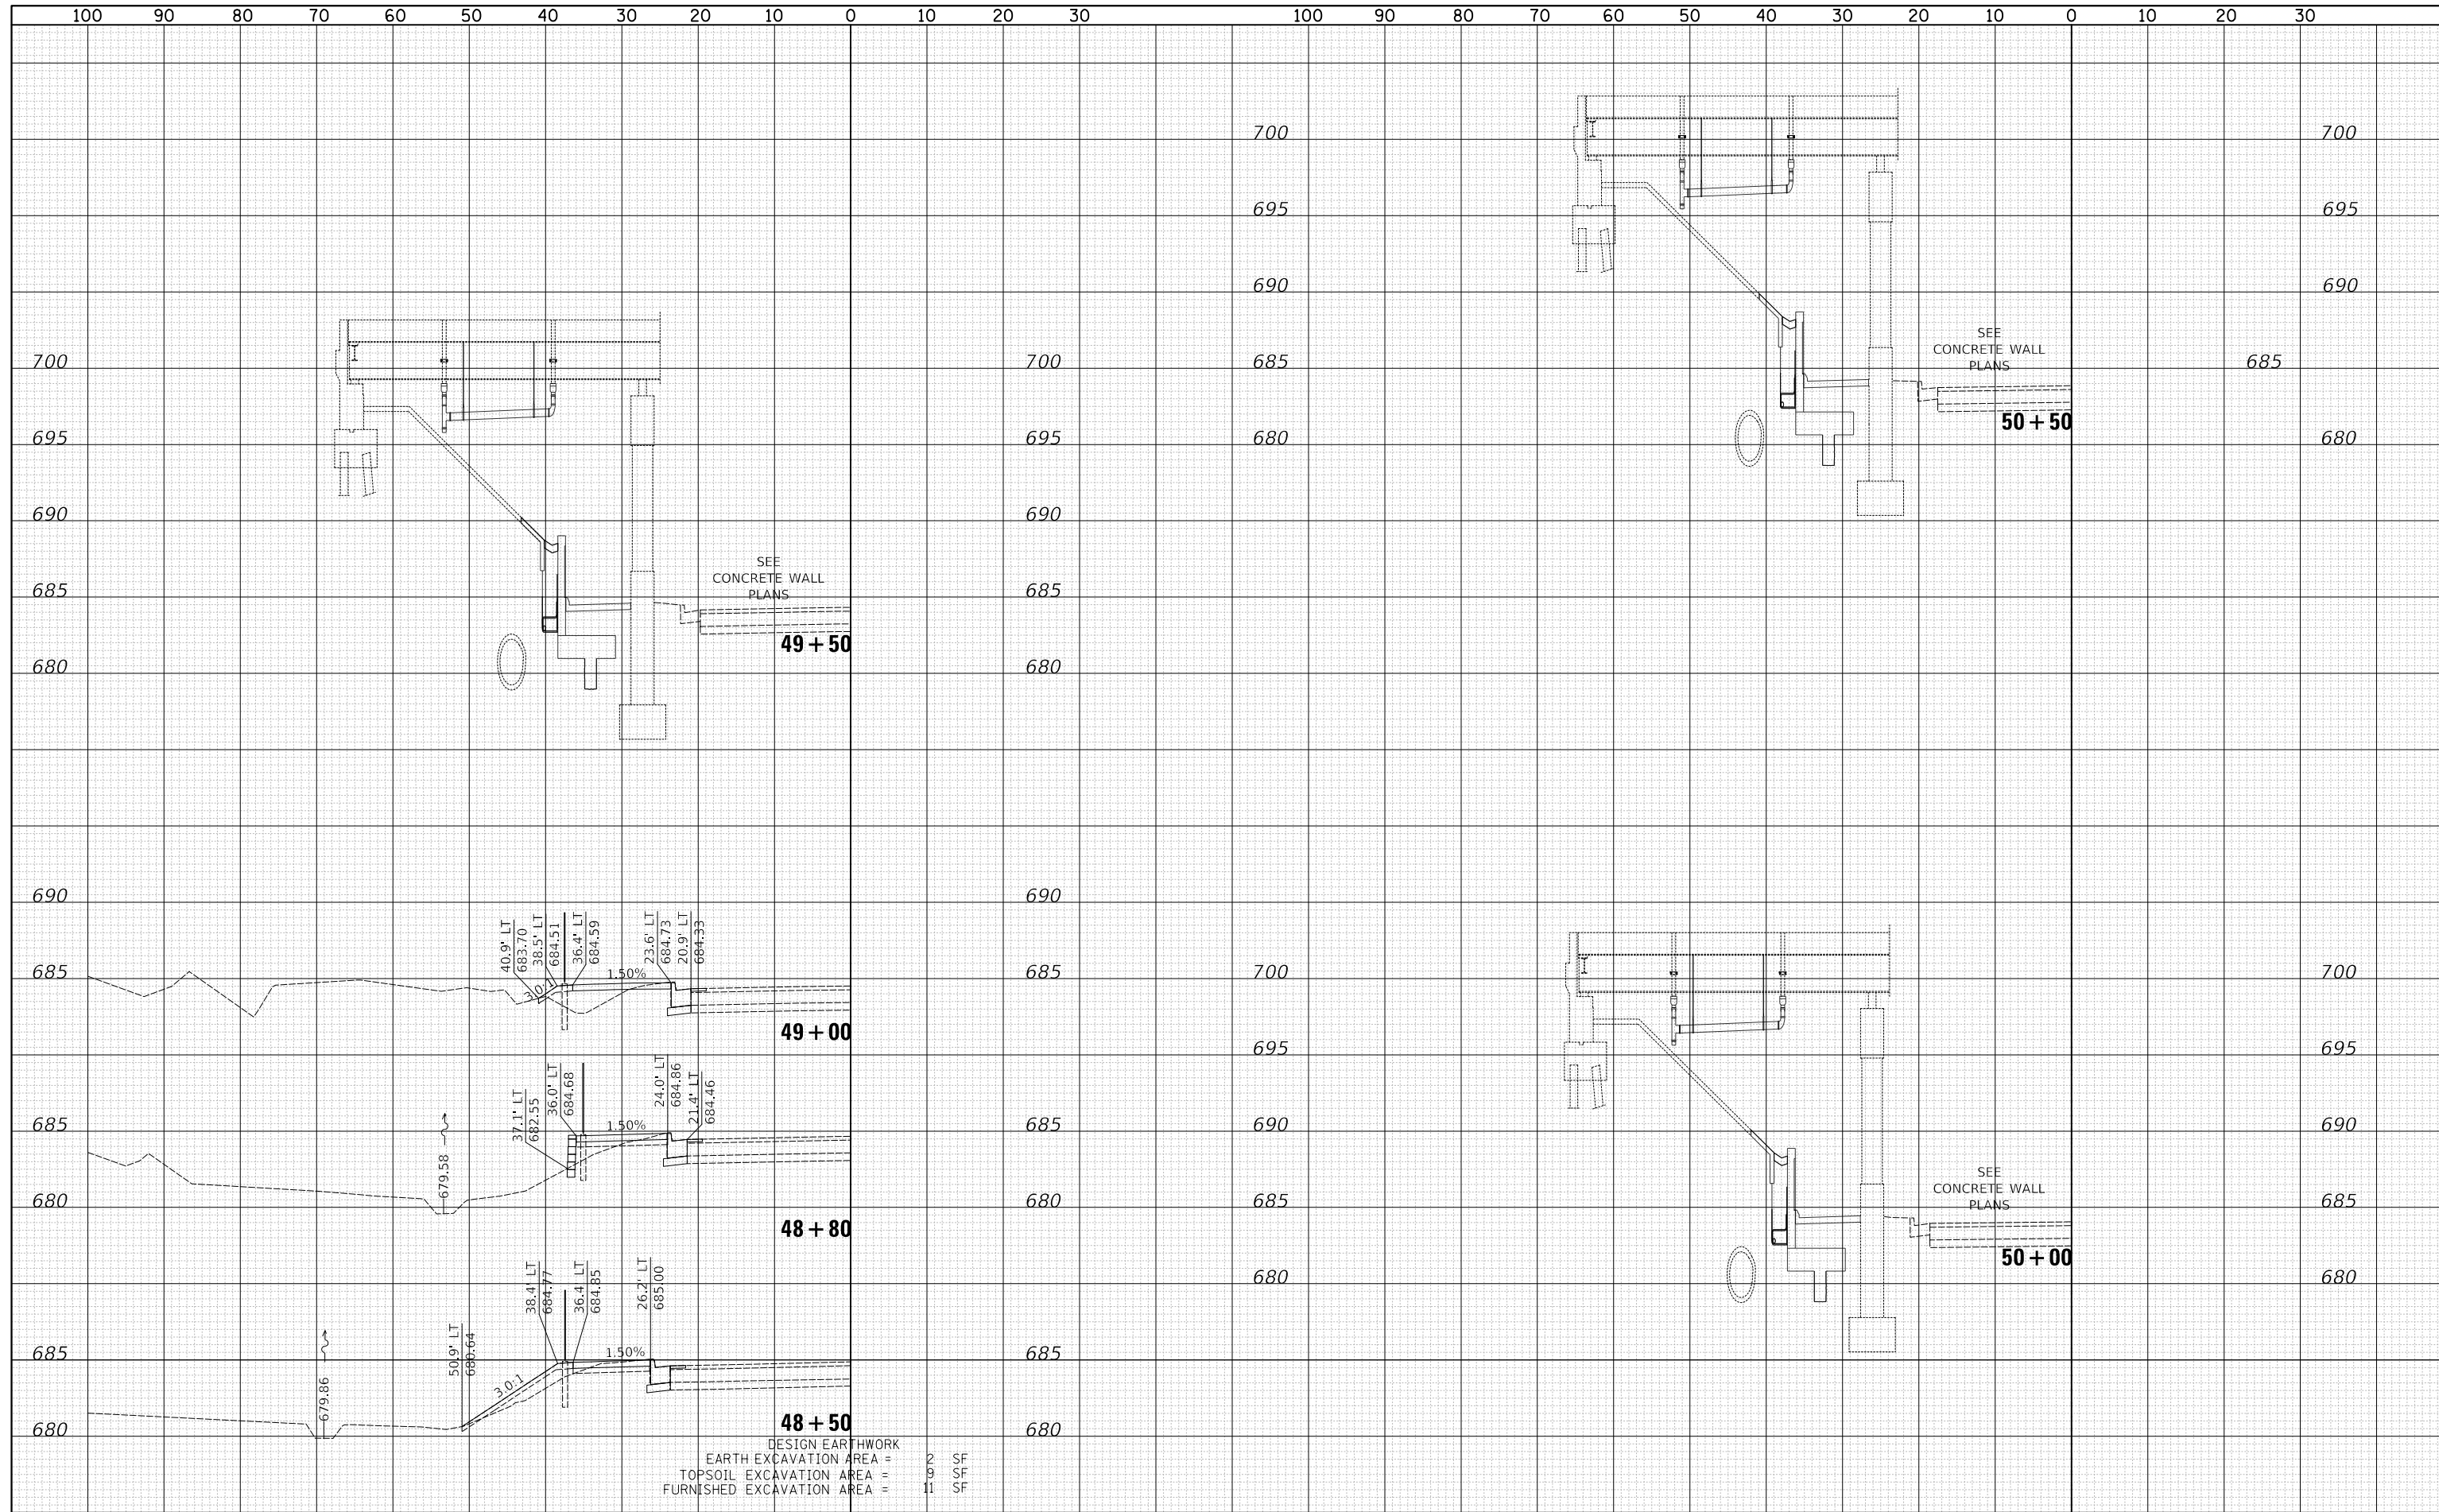 100 90 80 70 60 50 40 30 20 10 0 10 20 30 100 90 80 70 60 50 40 30 20 10 0 10 20 30
700 700
695 695
690 690
SEE
CONCRETE WALL
PLANS
685 685
50+50
680 680
700 700
695 695
690 690
SEE
CONCRETE WALL
PLANS
685 685
49+50
680 680
690 690
40.9' LT
683.70
38.5' LT
684.51
36.4' LT
684.59
23.6' LT
684.73
20.9' LT
684.33
685 685
3.0:1
1.50%
49+00
37.1' LT
682.55
36.0' LT
684.68
24.0' LT
684.86
21.4' LT
684.46
685 685
1.50%
679.58
680 680
48+80
38.4' LT
684.77
36.4' LT
684.85
26.2' LT
685.00
50.9' LT
680.64
685 685
3.0:1
1.50%
679.86
48+50
680 680
DESIGN EARTHWORK
EARTH EXCAVATION AREA = 2 SF
TOPSOIL EXCAVATION AREA = 9 SF
FURNISHED EXCAVATION AREA = 11 SF
700 700
695 695
690 690
SEE
CONCRETE WALL
PLANS
685 685
50+00
680 680